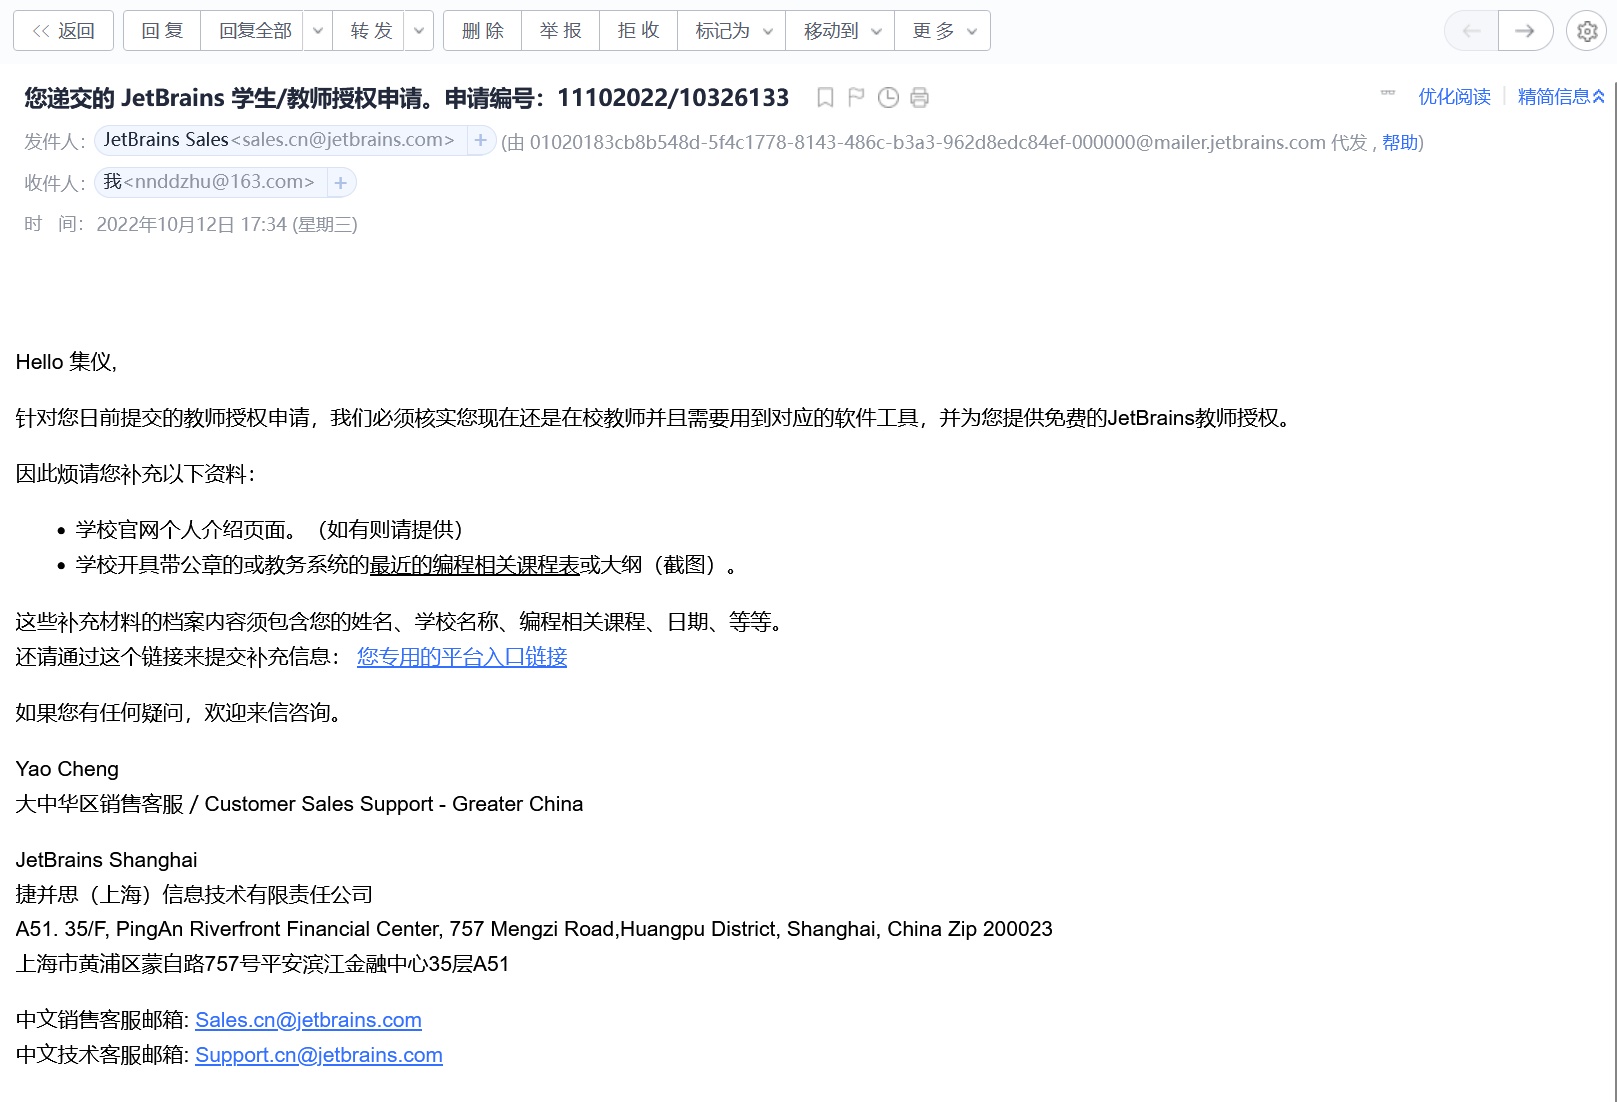 << 返回 回 复 回复全部 转 发 删 除 举 报 拒 收 标记为 移动到 更 多
您递交的 JetBrains 学生/教师授权申请。申请编号：11102022/10326133 优化阅读 精简信息
发件人： JetBrains Sales<sales.cn@jetbrains.com> + (由 01020183cb8b548d-5f4c1778-8143-486c-b3a3-962d8edc84ef-000000@mailer.jetbrains.com 代发 , 帮助)
收件人： 我<nnddzhu@163.com> +
时 间： 2022年10月12日 17:34 (星期三)
Hello 集仪,
针对您日前提交的教师授权申请，我们必须核实您现在还是在校教师并且需要用到对应的软件工具，并为您提供免费的JetBrains教师授权。
因此烦请您补充以下资料：
• 学校官网个人介绍页面。（如有则请提供）
• 学校开具带公章的或教务系统的最近的编程相关课程表或大纲（截图）。
这些补充材料的档案内容须包含您的姓名、学校名称、编程相关课程、日期、等等。
还请通过这个链接来提交补充信息： 您专用的平台入口链接
如果您有任何疑问，欢迎来信咨询。
Yao Cheng
大中华区销售客服 / Customer Sales Support - Greater China
JetBrains Shanghai
捷并思（上海）信息技术有限责任公司
A51. 35/F, PingAn Riverfront Financial Center, 757 Mengzi Road,Huangpu District, Shanghai, China Zip 200023
上海市黄浦区蒙自路757号平安滨江金融中心35层A51
中文销售客服邮箱: Sales.cn@jetbrains.com
中文技术客服邮箱: Support.cn@jetbrains.com